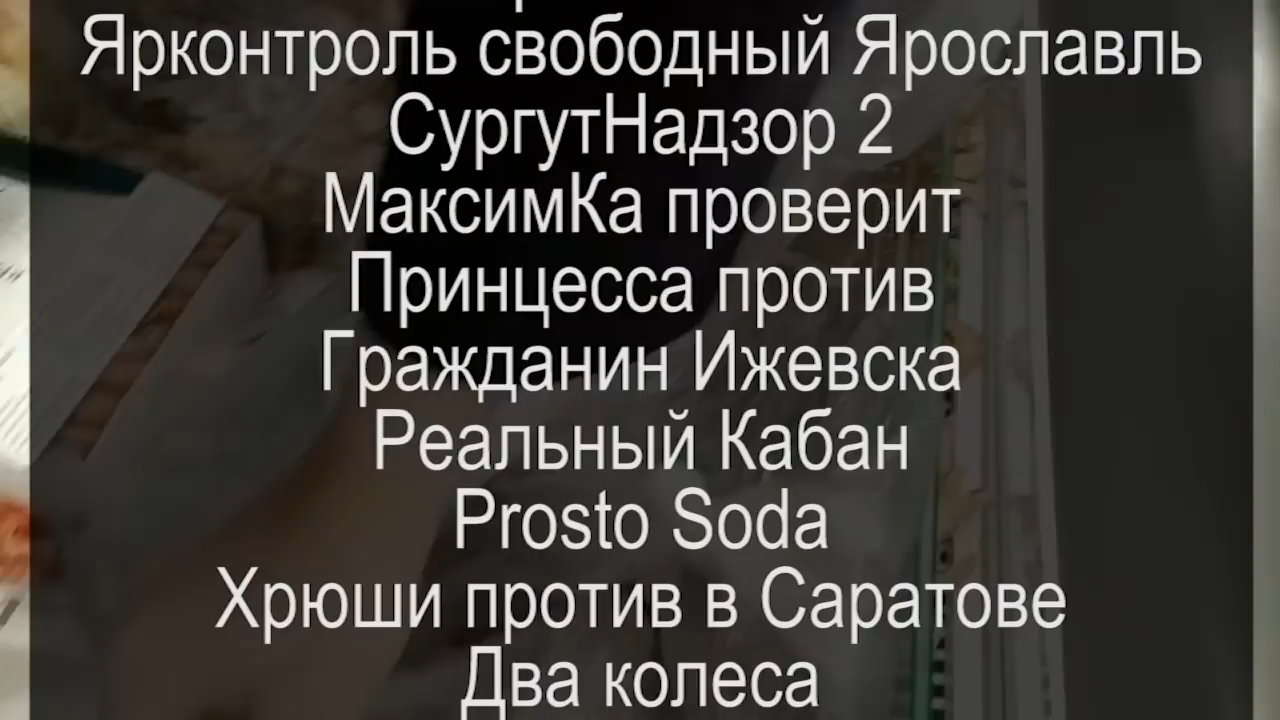 Ярконтроль свободный Ярославль
СургутНадзор 2
МаксимКа проверит
Принцесса против
Гражданин Ижевска
Реальный Кабан
Prosto Soda
Хрюши против в Саратове
Два колеса